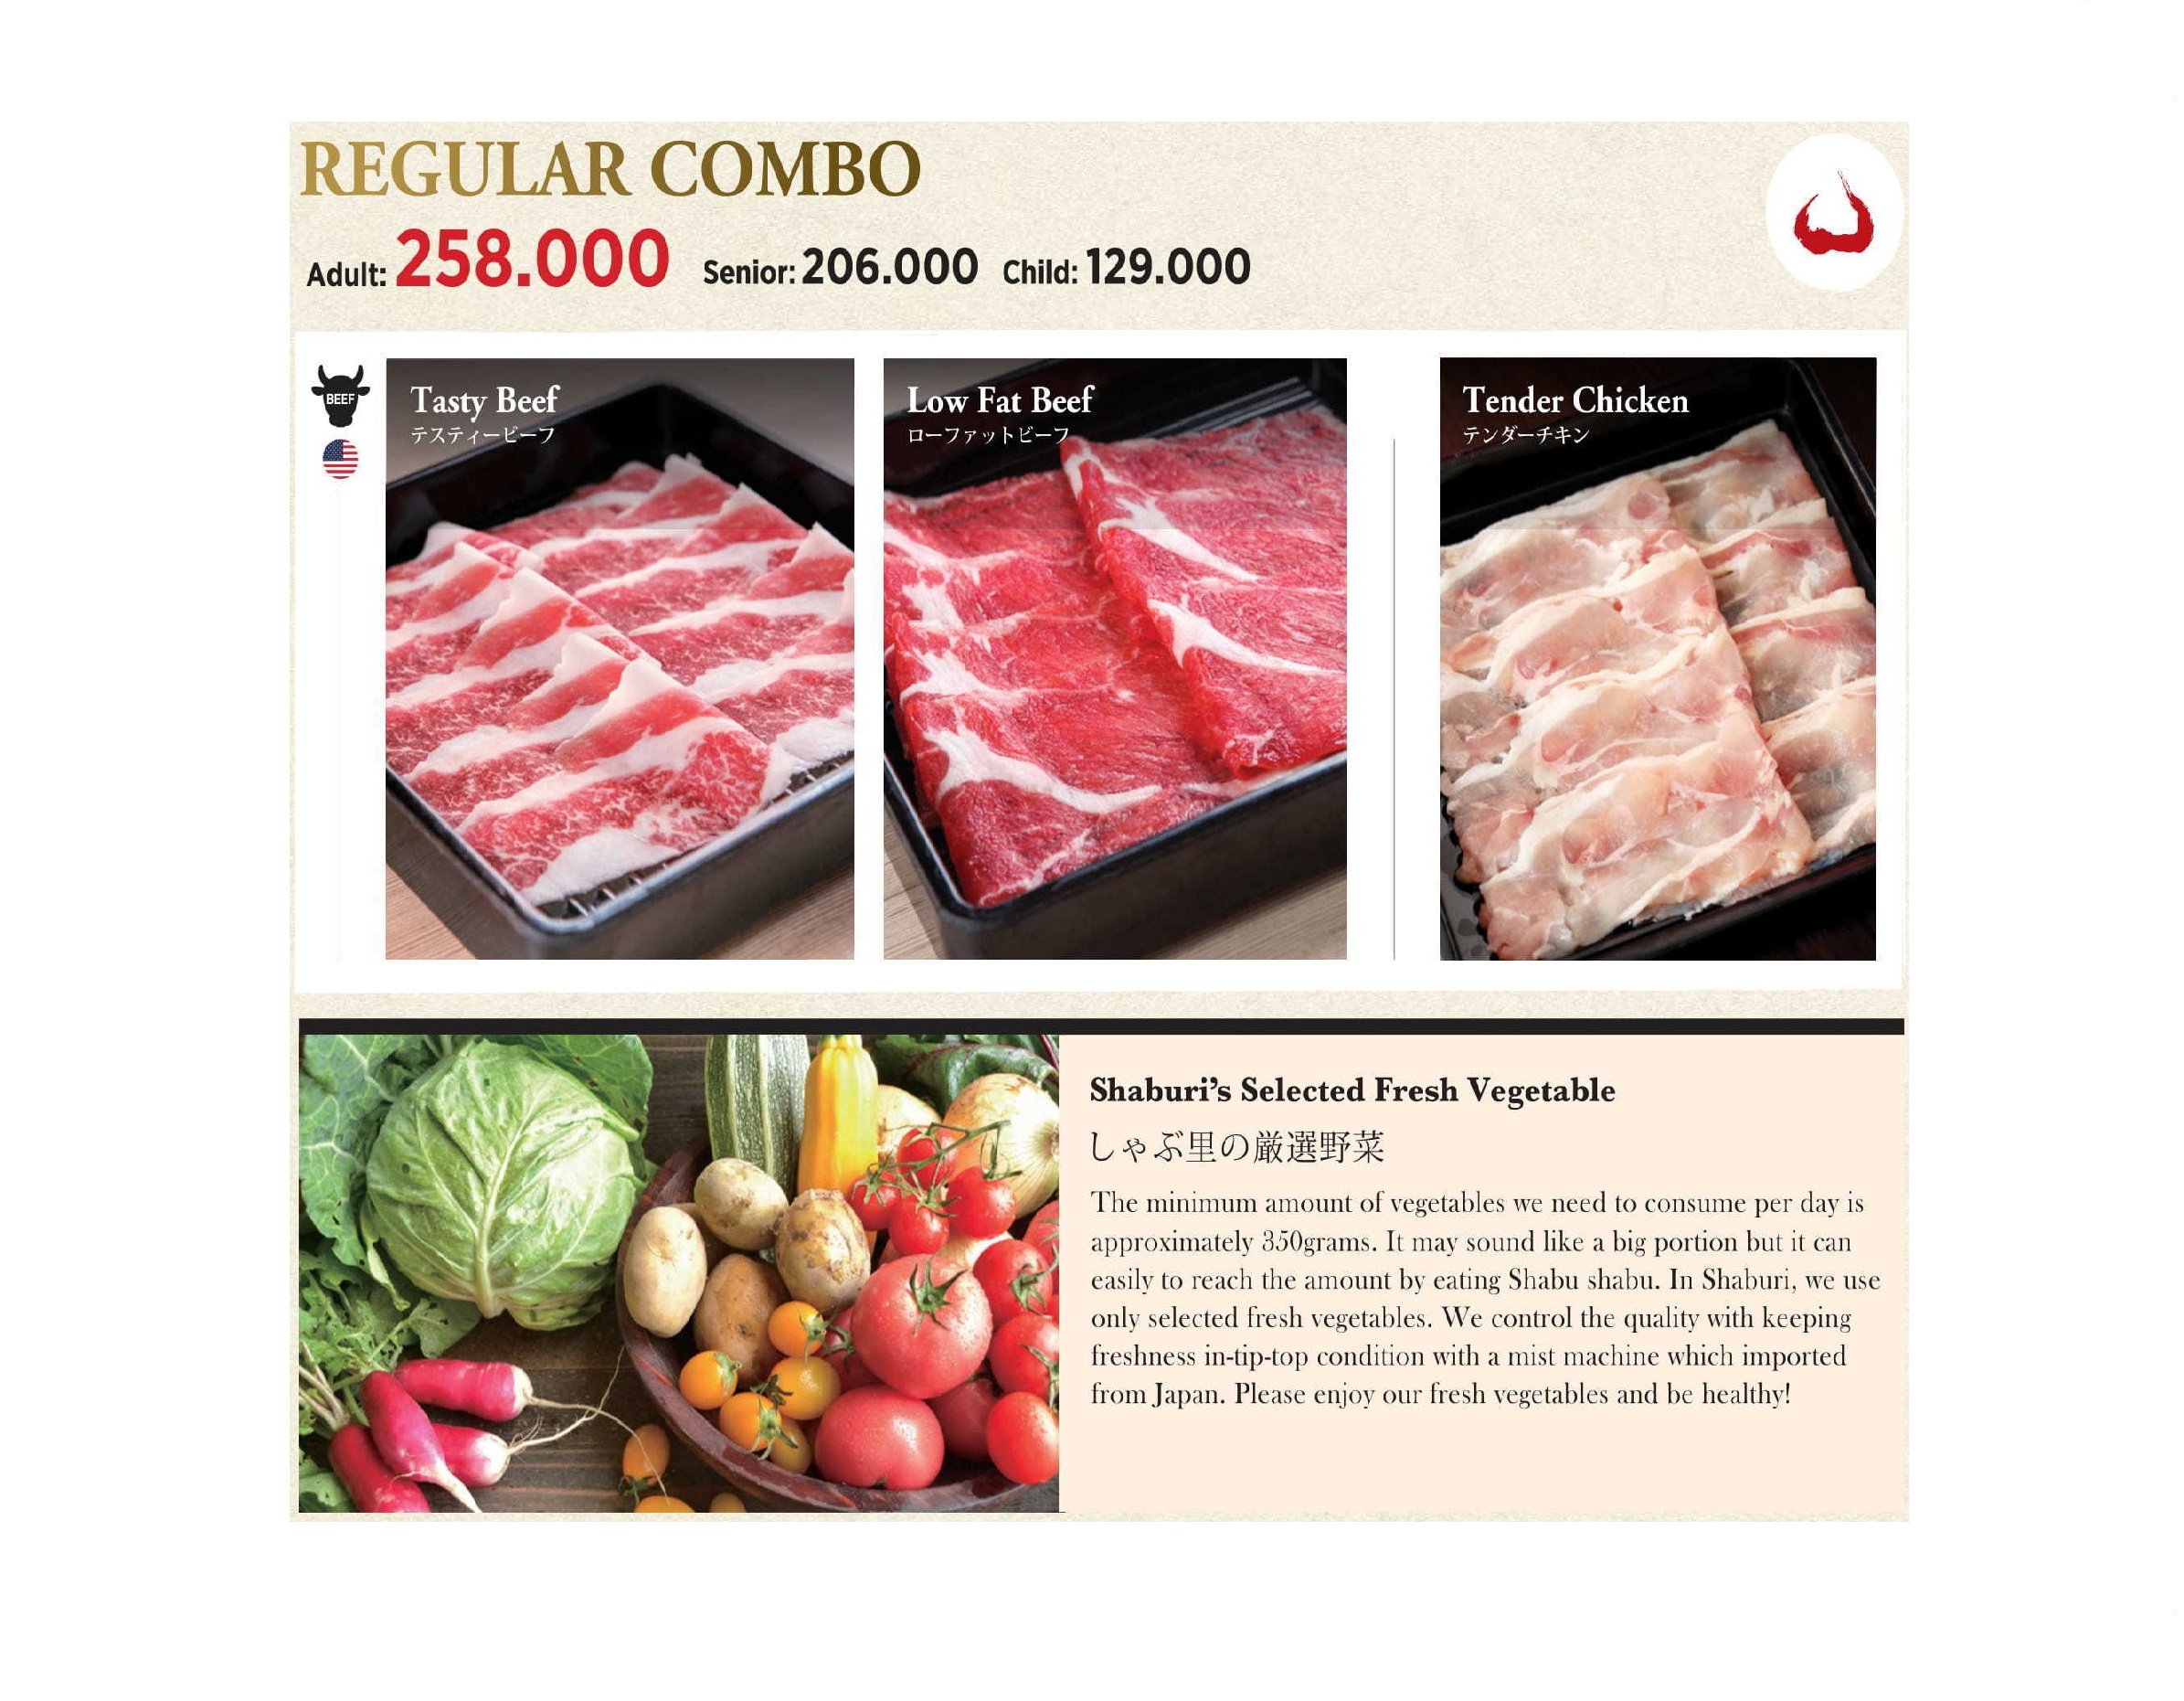 REGULAR COMBO
Adult: 258.000 Senior: 206.000 Child: 129.000
BEEF
Tasty Beef
テスティービーフ
Low Fat Beef
ローファットビーフ
Tender Chicken
テンダーチキン
Shaburi's Selected Fresh Vegetable
しゃぶ里の厳選野菜
The minimum amount of vegetables we need to consume per day is
approximately 350grams. It may sound like a big portion but it can
easily to reach the amount by eating Shabu shabu. In Shaburi, we use
only selected fresh vegetables. We control the quality with keeping
freshness in-tip-top condition with a mist machine which imported
from Japan. Please enjoy our fresh vegetables and be healthy!